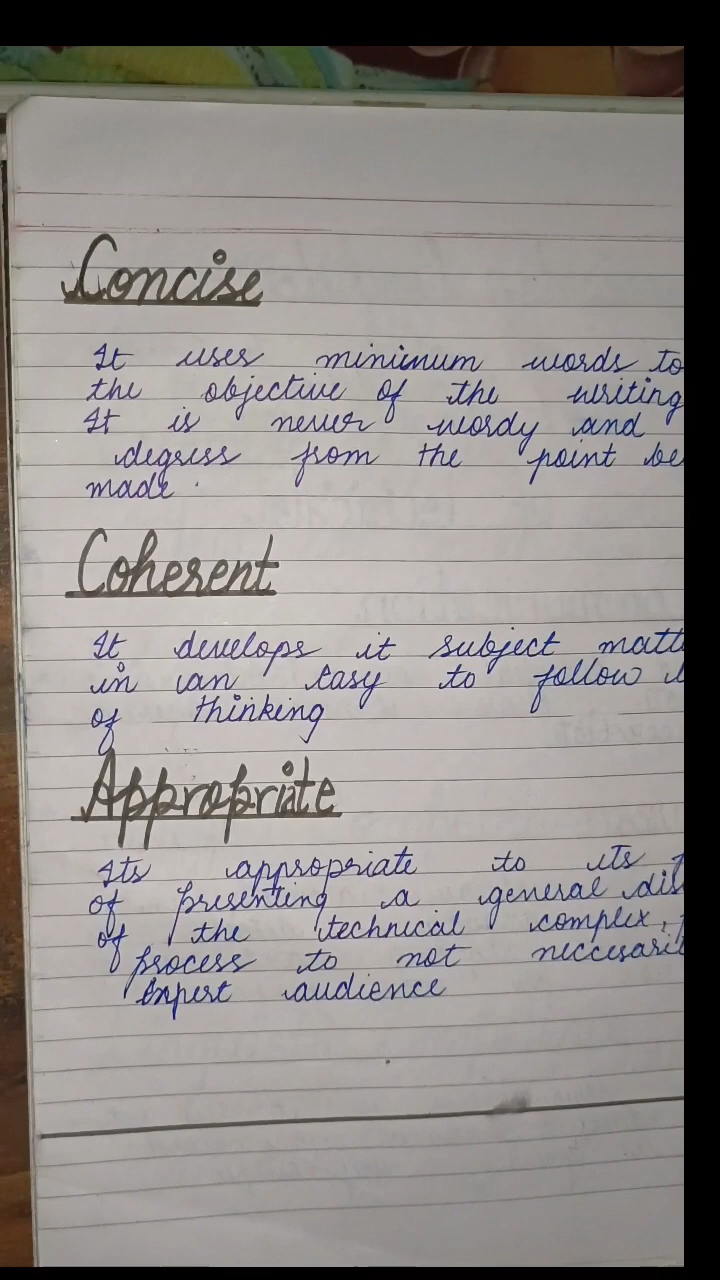 Concise
It uses minimum words to
the objective of the writing
It is never wordy and
degress from the point be
made.
Coherent
It develops it subject matt
in an easy to follow
of thinking
Appropriate
Its appropriate to its
of presenting a general dis
of the technical complex,
process to not neccesari
expert audience